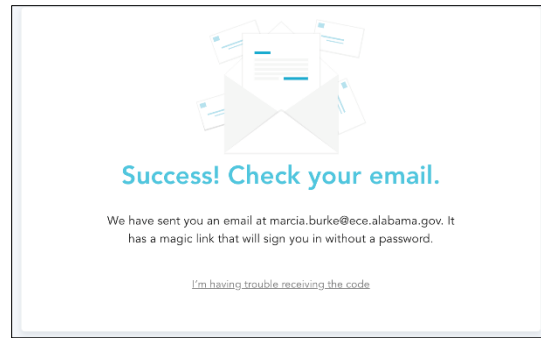 Success! Check your email.
We have sent you an email at marcia.burke@ece.alabama.gov. It
has a magic link that will sign you in without a password.
I'm having trouble receiving the code